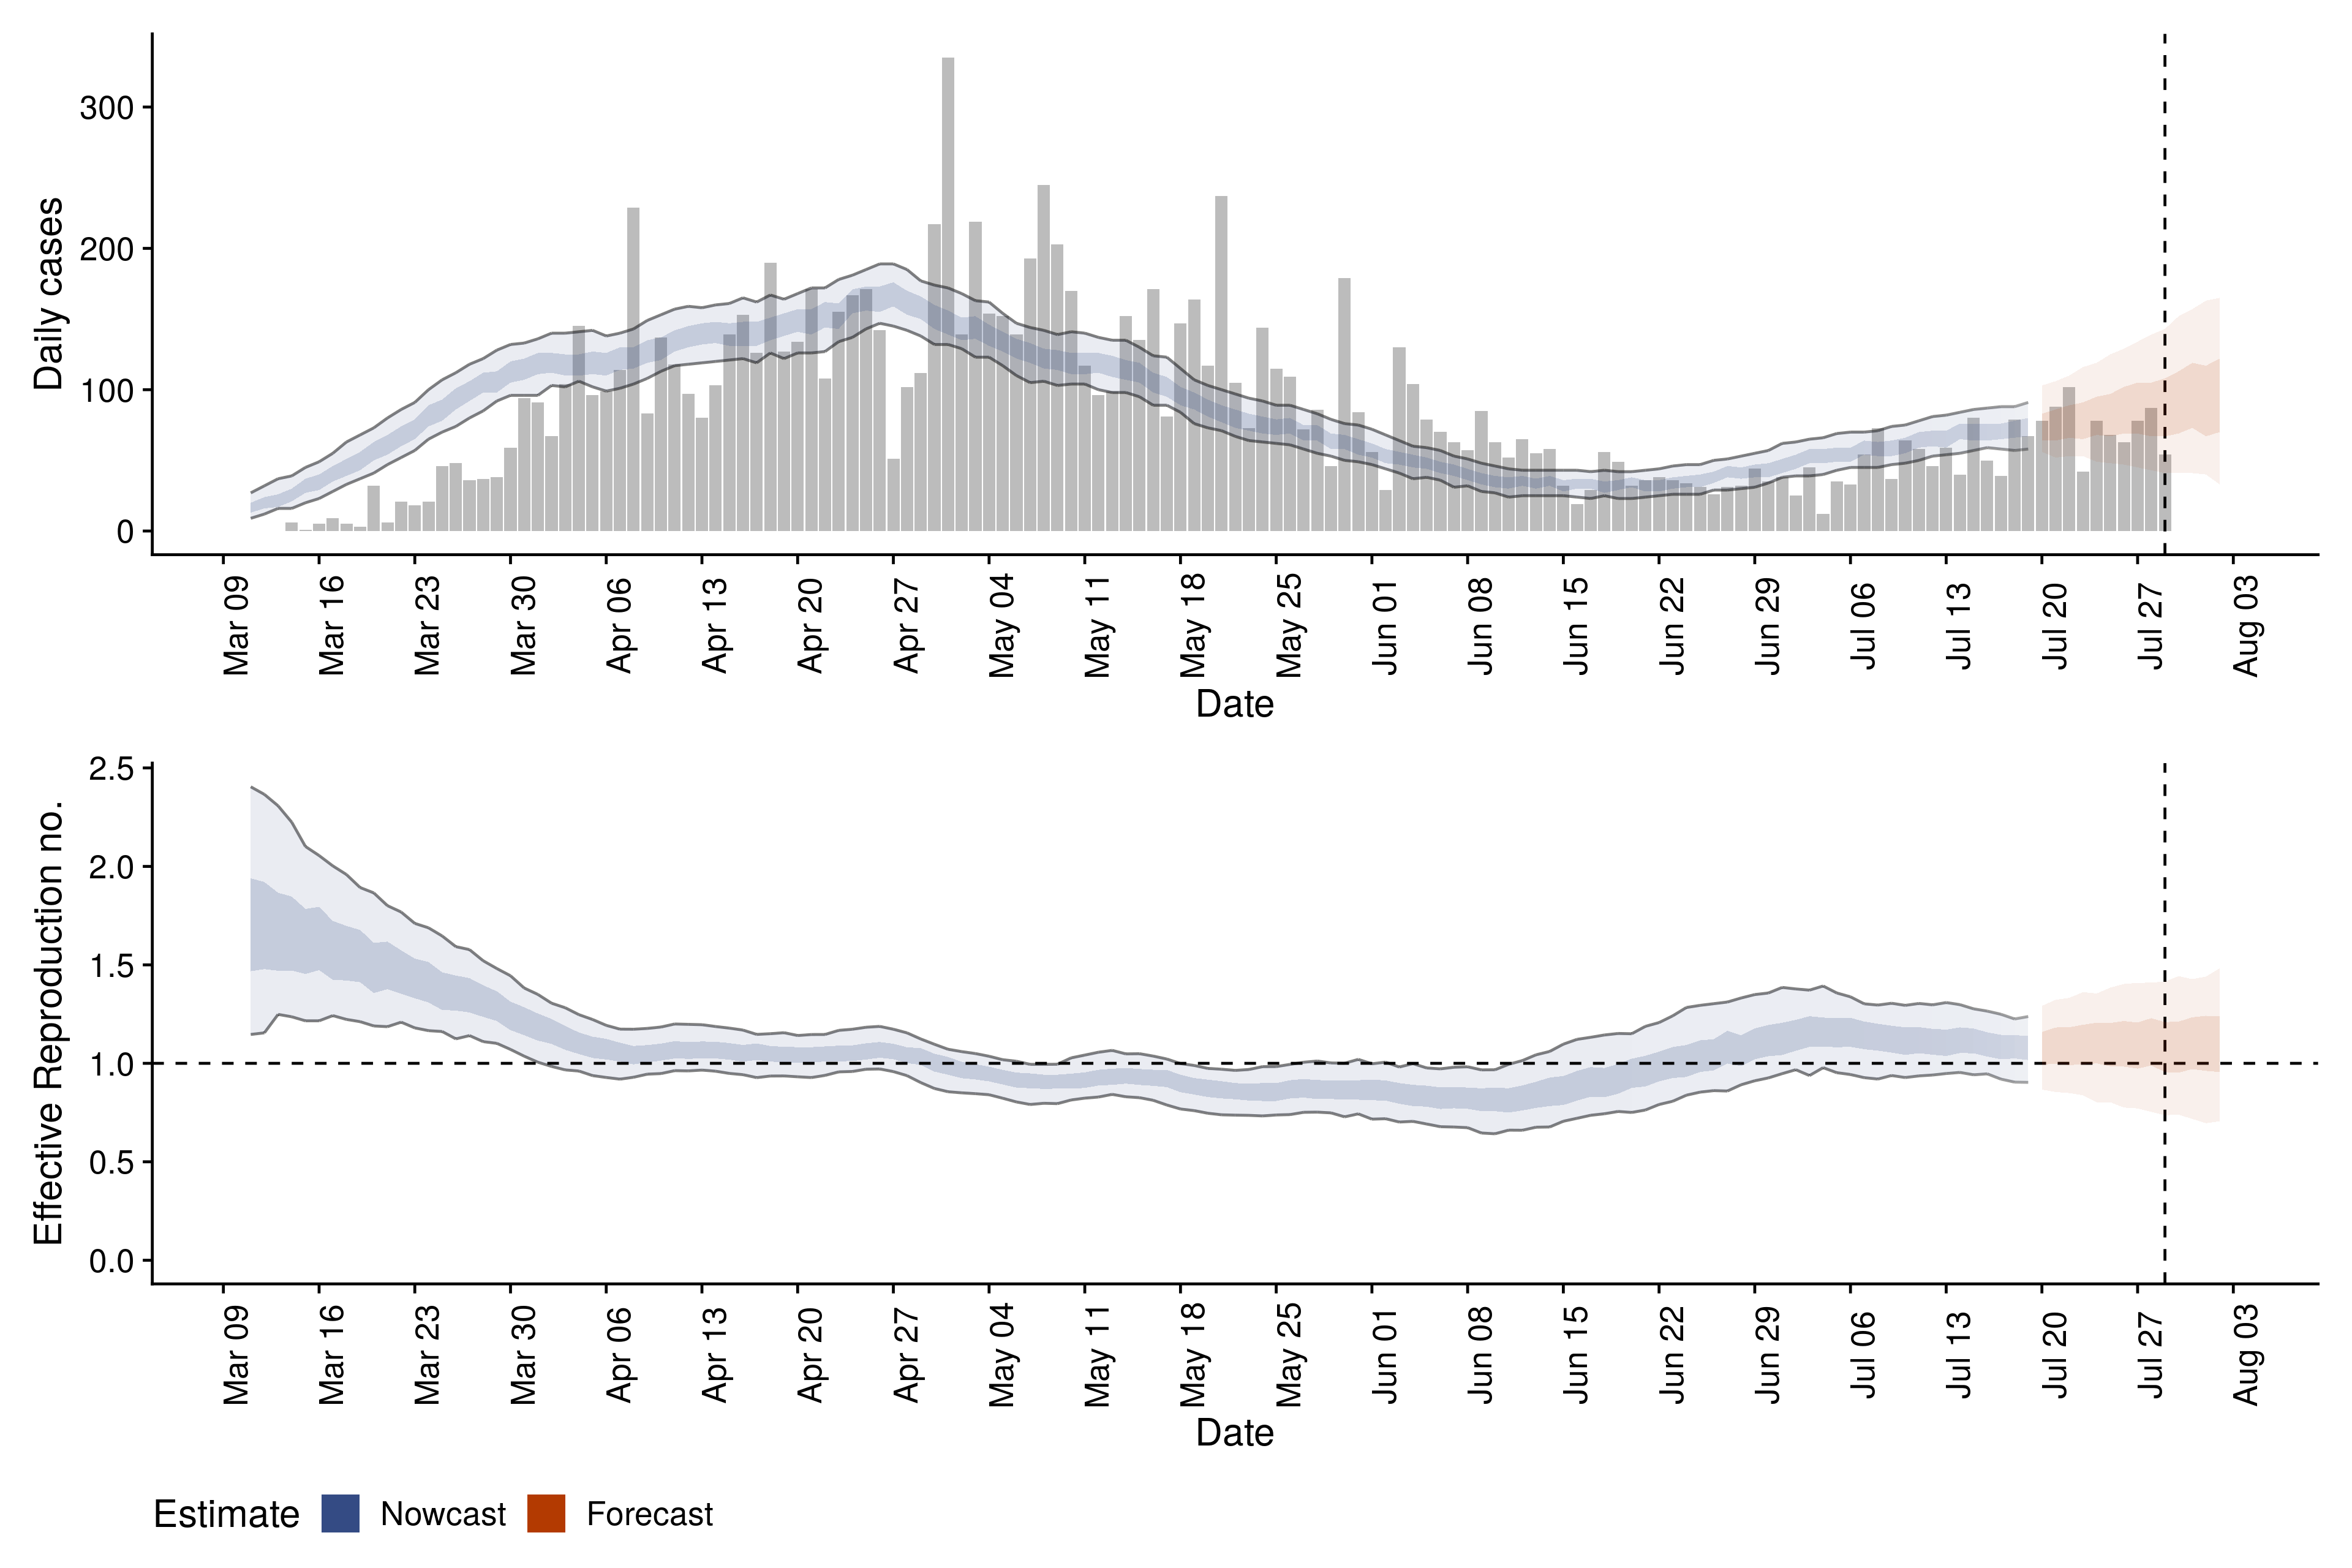 300
200
100
0
Daily cases
Mar 09
Mar 16
Mar 23
Mar 30
Apr 06
Apr 13
Apr 20
Apr 27
May 04
May 11
May 18
May 25
Jun 01
Jun 08
Jun 15
Jun 22
Jun 29
Jul 06
Jul 13
Jul 20
Jul 27
Aug 03
Date
2.5
2.0
1.5
1.0
0.5
0.0
Effective Reproduction no.
Mar 09
Mar 16
Mar 23
Mar 30
Apr 06
Apr 13
Apr 20
Apr 27
May 04
May 11
May 18
May 25
Jun 01
Jun 08
Jun 15
Jun 22
Jun 29
Jul 06
Jul 13
Jul 20
Jul 27
Aug 03
Date
Estimate Nowcast Forecast